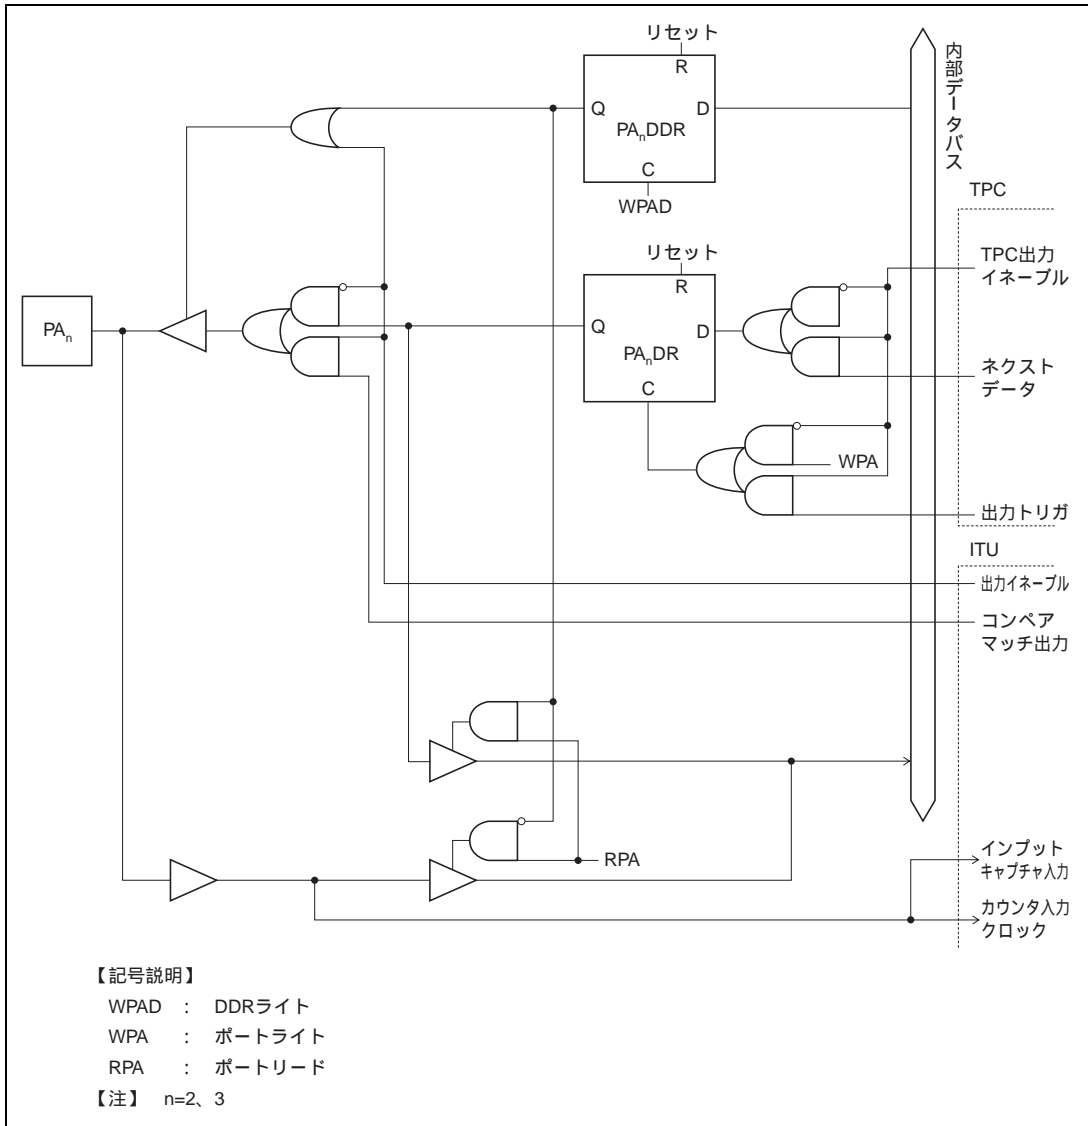 リセット
R
Q
D
PAnDDR
C
WPAD
内部データバス
TPC
リセット
R
Q
D
PAnDR
C
TPC出力
イネーブル
PAn
ネクスト
データ
WPA
出力トリガ
ITU
出力イネーブル
コンペア
マッチ出力
RPA
インプット
キャプチャ入力
カウンタ入力
クロック
【記号説明】
WPAD : DDRライト
WPA : ポートライト
RPA : ポートリード
【注】 n=2、3